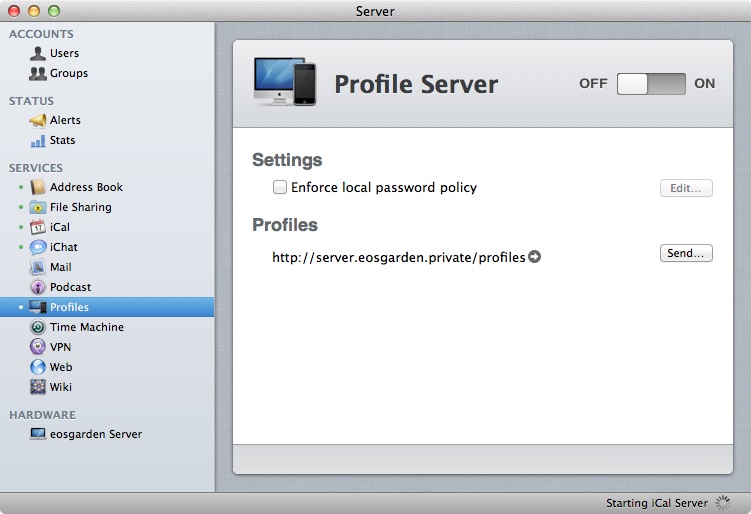 Server
ACCOUNTS
Users
Groups
STATUS
Alerts
Stats
SERVICES
Address Book
File Sharing
17
iCal
iChat
Mail
Podcast
Profiles
Time Machine
VPN
Web
Wiki
HARDWARE
eosgarden Server
Profile Server
OFF ON
Settings
Enforce local password policy
Edit...
Profiles
http://server.eosgarden.private/profiles
Send...
Starting iCal Server